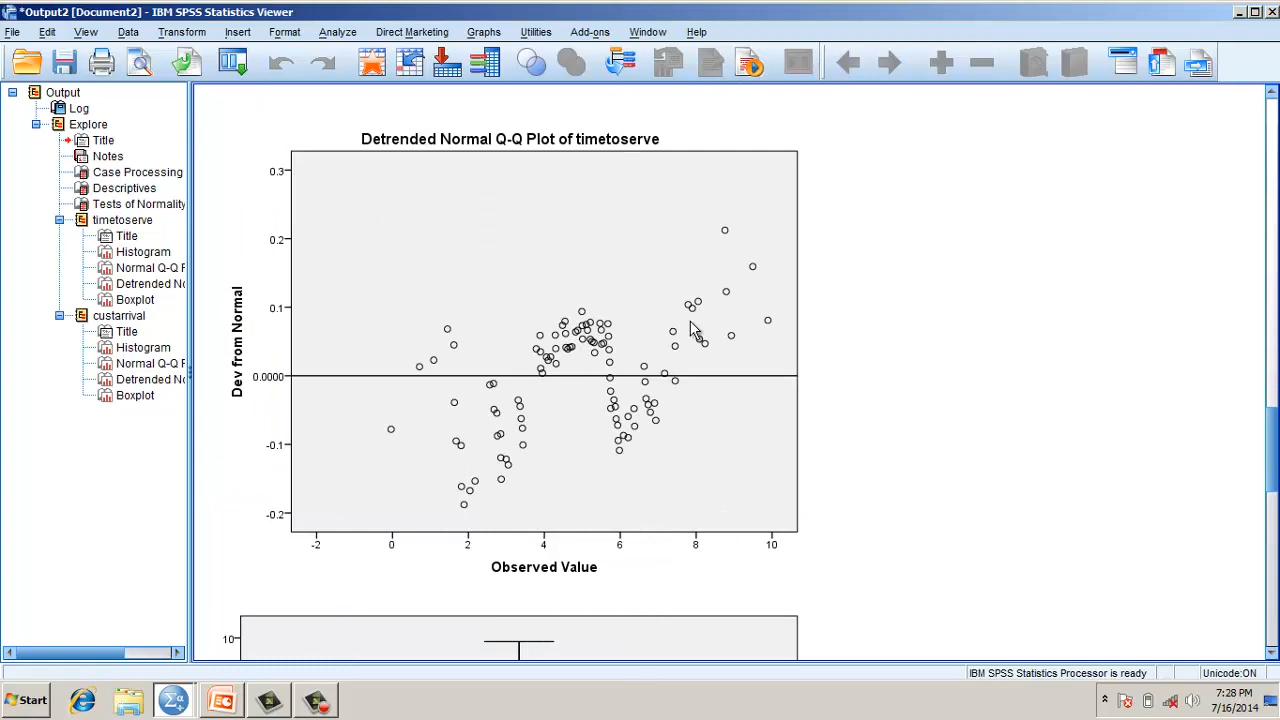 *Output2 [Document2] - IBM SPSS Statistics Viewer
File Edit View Data Transform Insert Format Analyze Direct Marketing Graphs Utilities Add-ons Window Help
Output
Log
Explore
Title
Notes
Case Processing
Descriptives
Tests of Normality
timetoserve
Title
Histogram
Normal Q-Q P
Detrended No
Boxplot
custarrival
Title
Histogram
Normal Q-Q P
Detrended No
Boxplot
Detrended Normal Q-Q Plot of timetoserve
Dev from Normal
0.3
0.2
0.1
0.0000
-0.1
-0.2
-2 0 2 4 6 8 10
Observed Value
10
IBM SPSS Statistics Processor is ready
Unicode:ON
Start
7:28 PM
7/16/2014